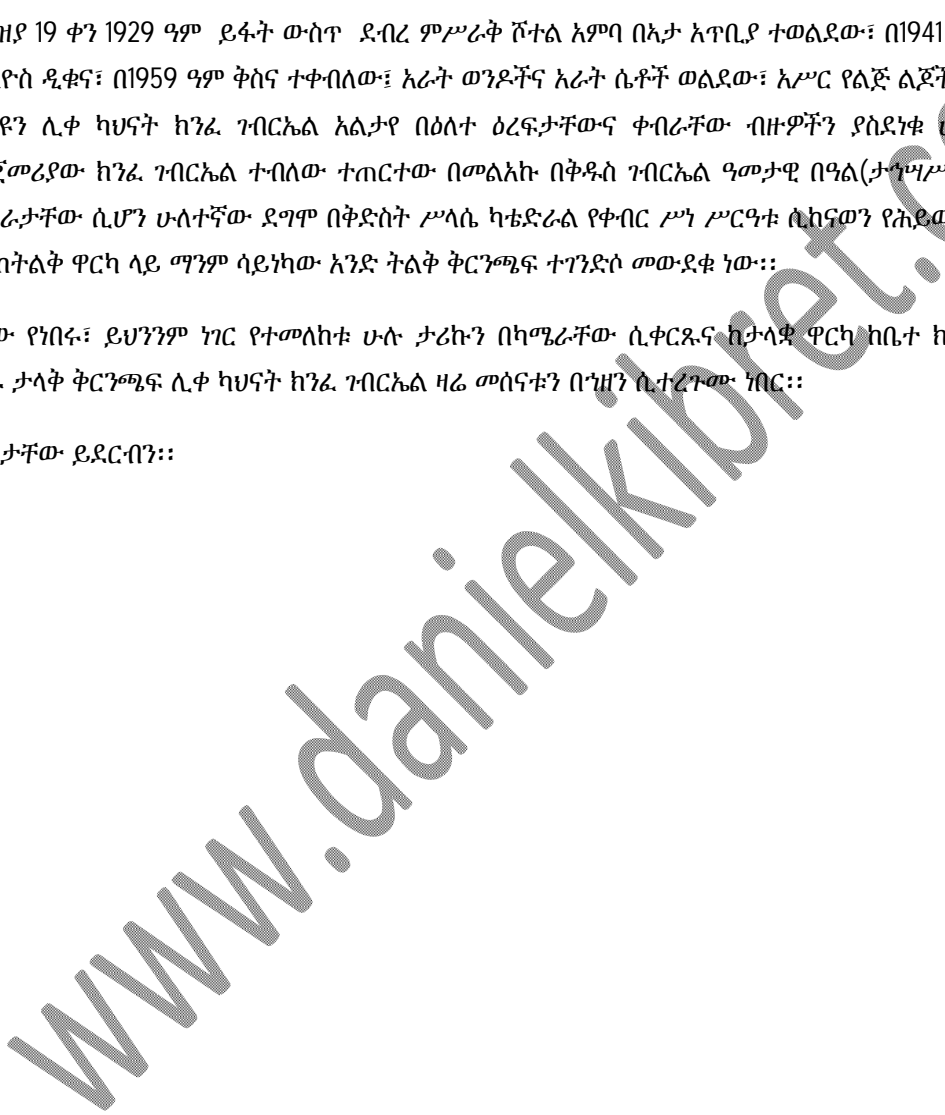 ዝያ 19 ቀን 1929 ዓም ይፋት ውስጥ ደብረ ምሥራቅ ሾተል አምባ በኣታ አጥቢያ ተወልደው፣ በ1941
ዮስ ዲቁና፣ በ1959 ዓም ቅስና ተቀብለው፤ አራት ወንዶችና አራት ሴቶች ወልደው፣ አሥር የልጅ ልጆች
ዩን ሊቀ ካህናት ክንፈ ገብርኤል አልታየ በዕለተ ዕረፍታቸውና ቀብራቸው ብዙዎችን ያስደነቁ
ጀመሪያው ክንፈ ገብርኤል ተብለው ተጠርተው በመልአኩ በቅዱስ ገብርኤል ዓመታዊ በዓል(ታኅሣሥ
ራታቸው ሲሆን ሁለተኛው ደግሞ በቅድስት ሥላሴ ካቴድራል የቀብር ሥነ ሥርዓቱ ሲከናወን የሕይወ
በትልቅ ዋርካ ላይ ማንም ሳይነካው አንድ ትልቅ ቅርንጫፍ ተገንድሶ መውደቁ ነው፡፡
ው የነበሩ፣ ይህንንም ነገር የተመለከቱ ሁሉ ታሪኩን በካሜራቸው ሲቀርጹና ከታላቋ ዋርካ ከቤተ ክ
ታላቅ ቅርንጫፍ ሊቀ ካህናት ክንፈ ገብርኤል ዛሬ መሰናቱን በኀዘን ሲተረጉሙ ነበር፡፡
ታቸው ይደርብን፡፡
www.danielkibret.c